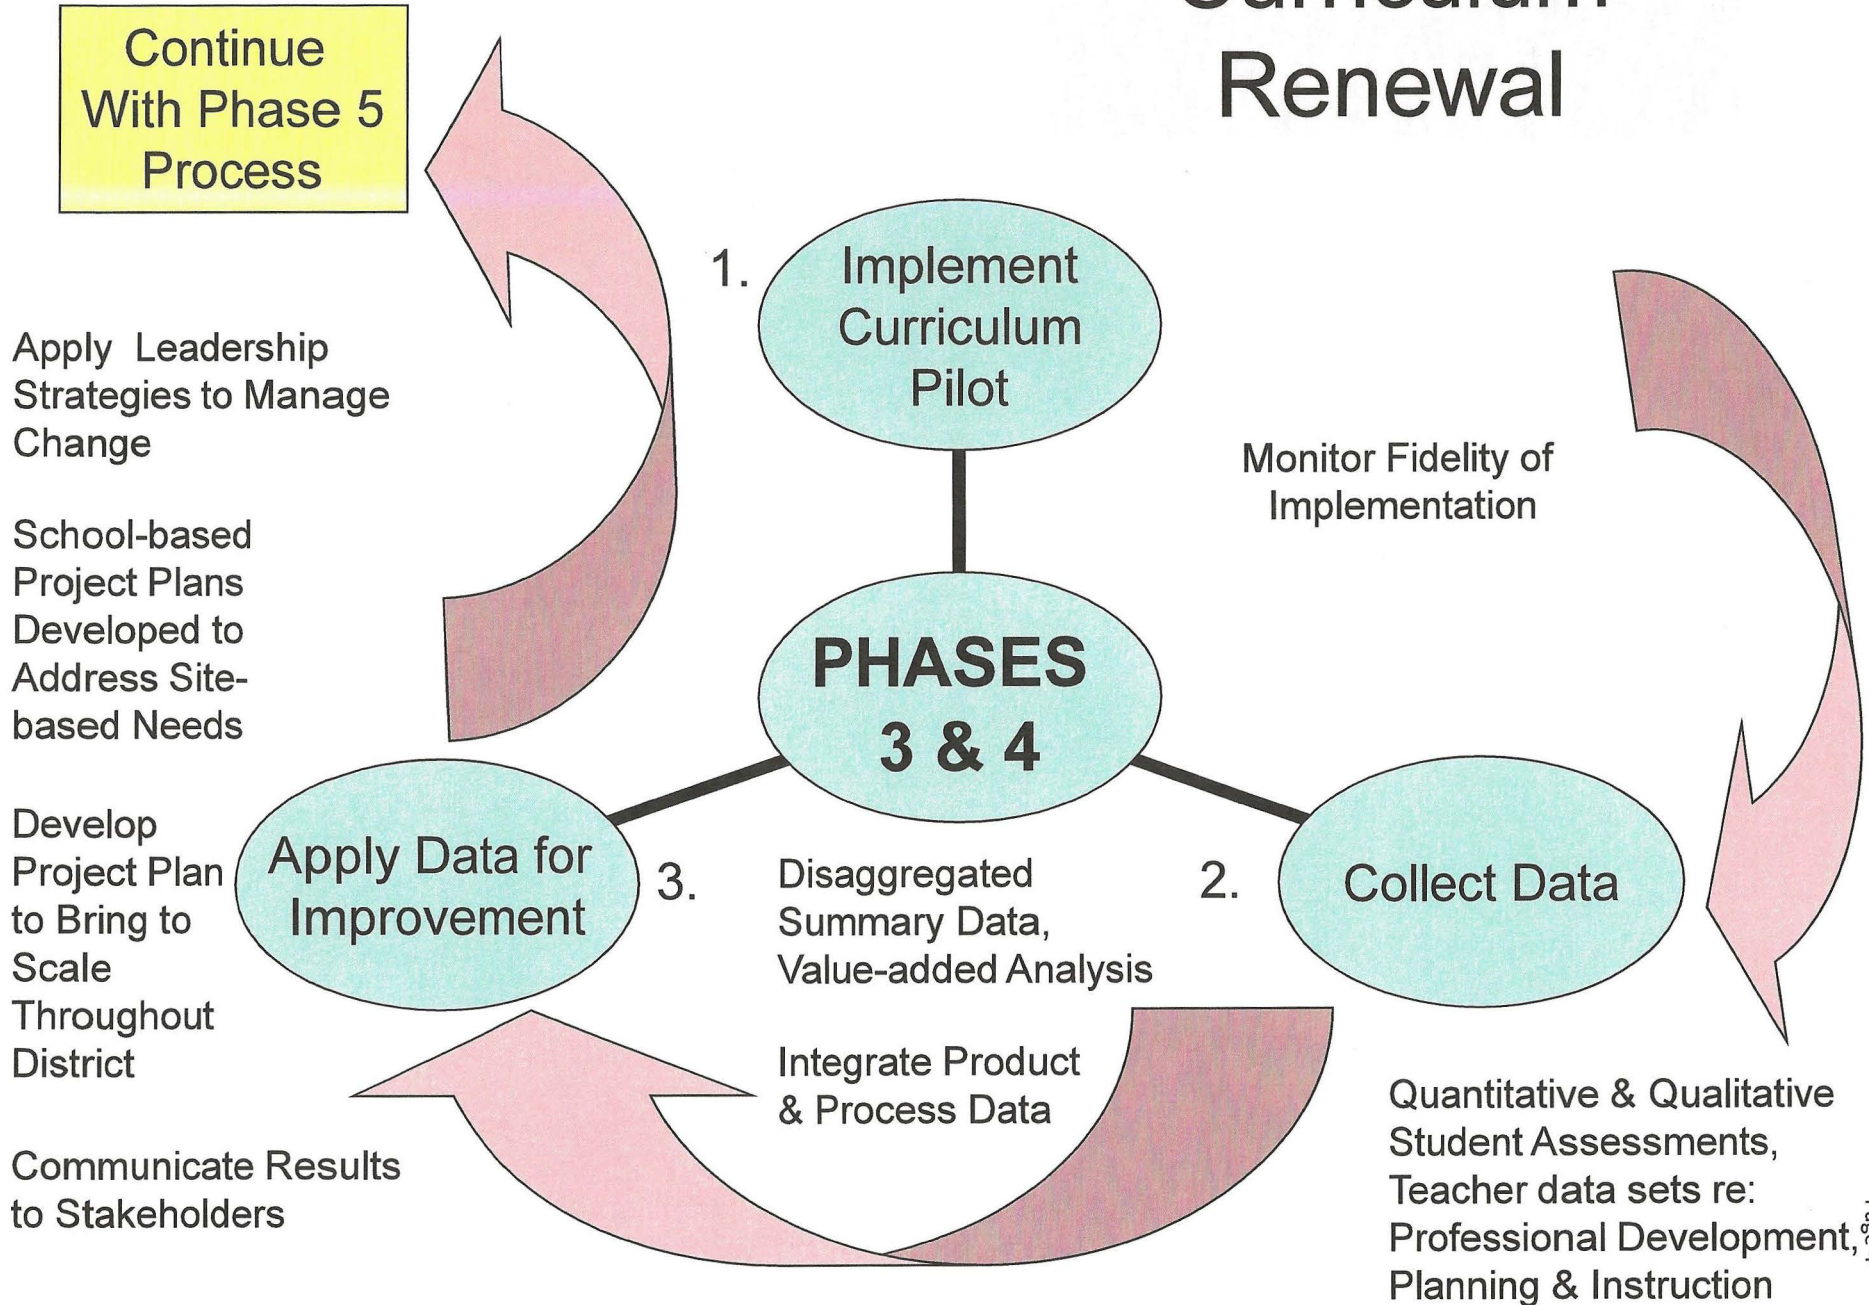 Curriculum
Renewal
Continue
With Phase 5
Process
1.
Implement
Curriculum
Pilot
Apply Leadership
Strategies to Manage
Change
Monitor Fidelity of
Implementation
School-based
Project Plans
Developed to
Address Site-
based Needs
PHASES
3 & 4
Develop
Project Plan
to Bring to
Scale
Throughout
District
Apply Data for
Improvement
3.
Disaggregated
Summary Data,
Value-added Analysis
2.
Collect Data
Integrate Product
& Process Data
Communicate Results
to Stakeholders
Quantitative & Qualitative
Student Assessments,
Teacher data sets re:
Professional Development,
Planning & Instruction